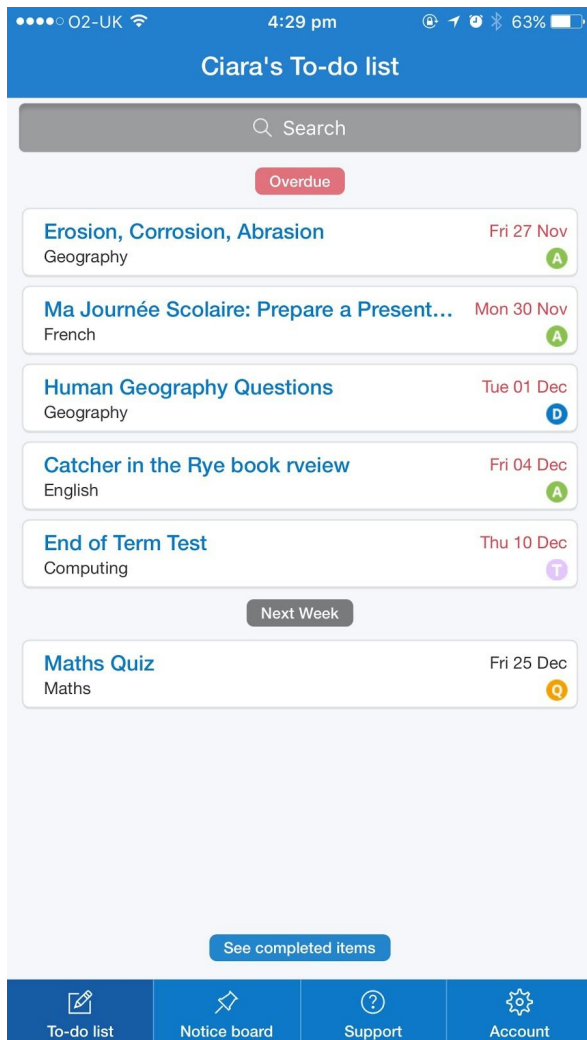 O2-UK 4:29 pm 63%
Ciara's To-do list
Search
Overdue
Erosion, Corrosion, Abrasion Fri 27 Nov
Geography A
Ma Journée Scolaire: Prepare a Present... Mon 30 Nov
French A
Human Geography Questions Tue 01 Dec
Geography D
Catcher in the Rye book rveiew Fri 04 Dec
English A
End of Term Test Thu 10 Dec
Computing T
Next Week
Maths Quiz Fri 25 Dec
Maths Q
See completed items
To-do list Notice board Support Account